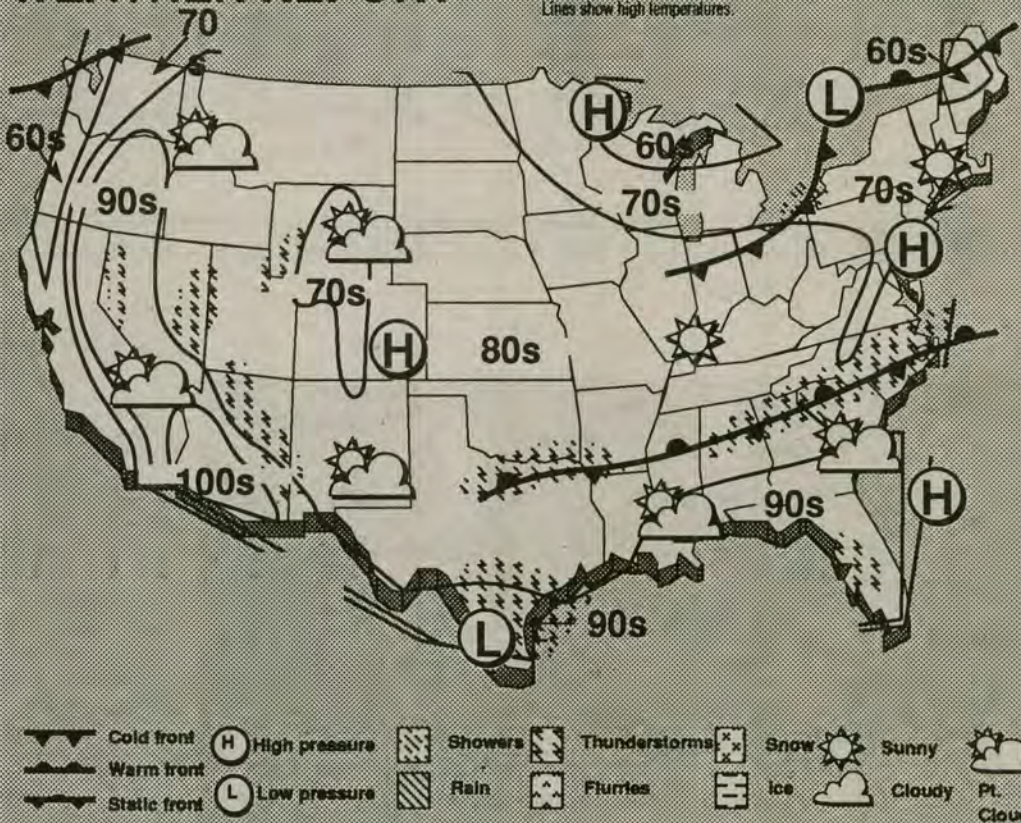 Lines show high temperatures.
70
s
60s
L
H
60s
60s
90s
70s
70s
H
70s
H
80s
100s
90s
H
90s
L
Cold front
H High pressure
Showers
Thunderstorms
Snow
Sunny
Warm front
Static front
L Low pressure
Rain
Flurries
Ice
Cloudy
Pt.